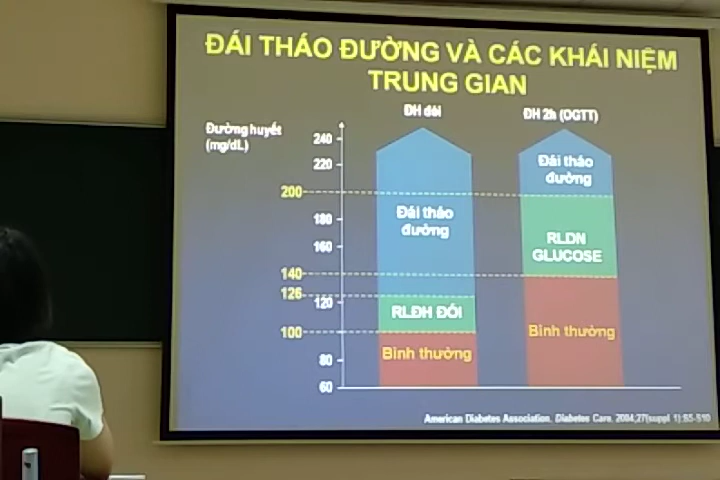 ĐÁI THÁO ĐƯỜNG VÀ CÁC KHÁI NIỆM
TRUNG GIAN
Đường huyết
(mg/dL)
ĐH đói
ĐH 2h (OGTT)
240
220
200
180
160
140
126
120
100
80
60
Đái tháo
đường
RLĐH ĐÓI
Bình thường
Đái tháo
đường
RLDN
GLUCOSE
Bình thường
American Diabetes Association. Diabetes Care. 2004;27(suppl 1):S5-S10